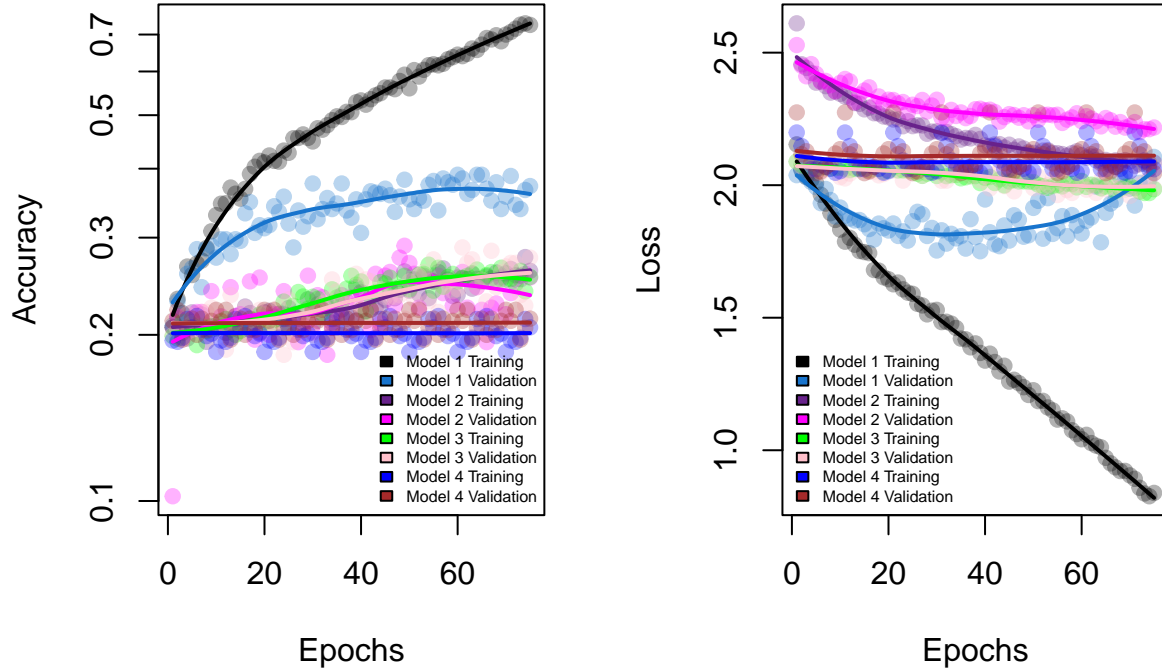 Accuracy
0.7
0.5
0.3
0.2
0.1
Model 1 Training
Model 1 Validation
Model 2 Training
Model 2 Validation
Model 3 Training
Model 3 Validation
Model 4 Training
Model 4 Validation
0 20 40 60
Epochs
Loss
2.5
2.0
1.5
1.0
Model 1 Training
Model 1 Validation
Model 2 Training
Model 2 Validation
Model 3 Training
Model 3 Validation
Model 4 Training
Model 4 Validation
0 20 40 60
Epochs